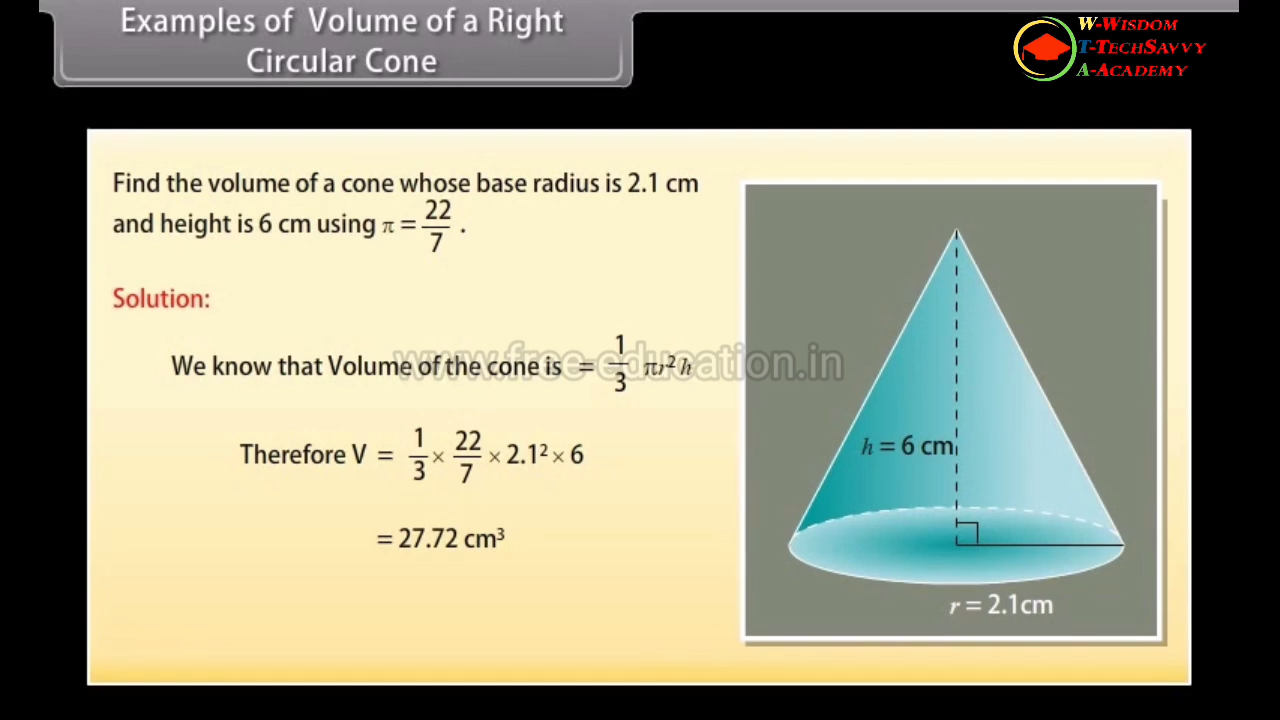 Examples of Volume of a Right
Circular Cone
W-Wisdom
T-TechSavvy
A-Academy
Find the volume of a cone whose base radius is 2.1 cm
and height is 6 cm using π = 22/7 .
Solution:
We know that Volume of the cone is = 1/3 πr²h
www.free-education.in
Therefore V = 1/3 × 22/7 × 2.1² × 6
= 27.72 cm³
h = 6 cm
r = 2.1cm